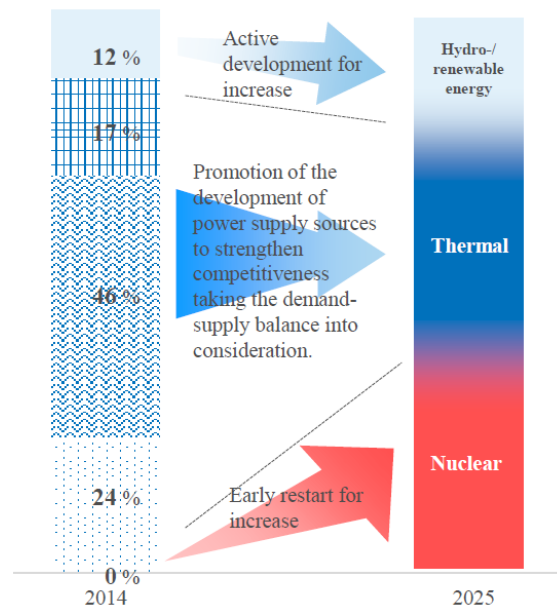 12 %
17 %
46 %
24 %
0 %
2014
Active
development for
increase
Promotion of the
development of
power supply sources
to strengthen
competitiveness
taking the demand-
supply balance into
consideration.
Early restart for
increase
Hydro-/
renewable
energy
Thermal
Nuclear
2025